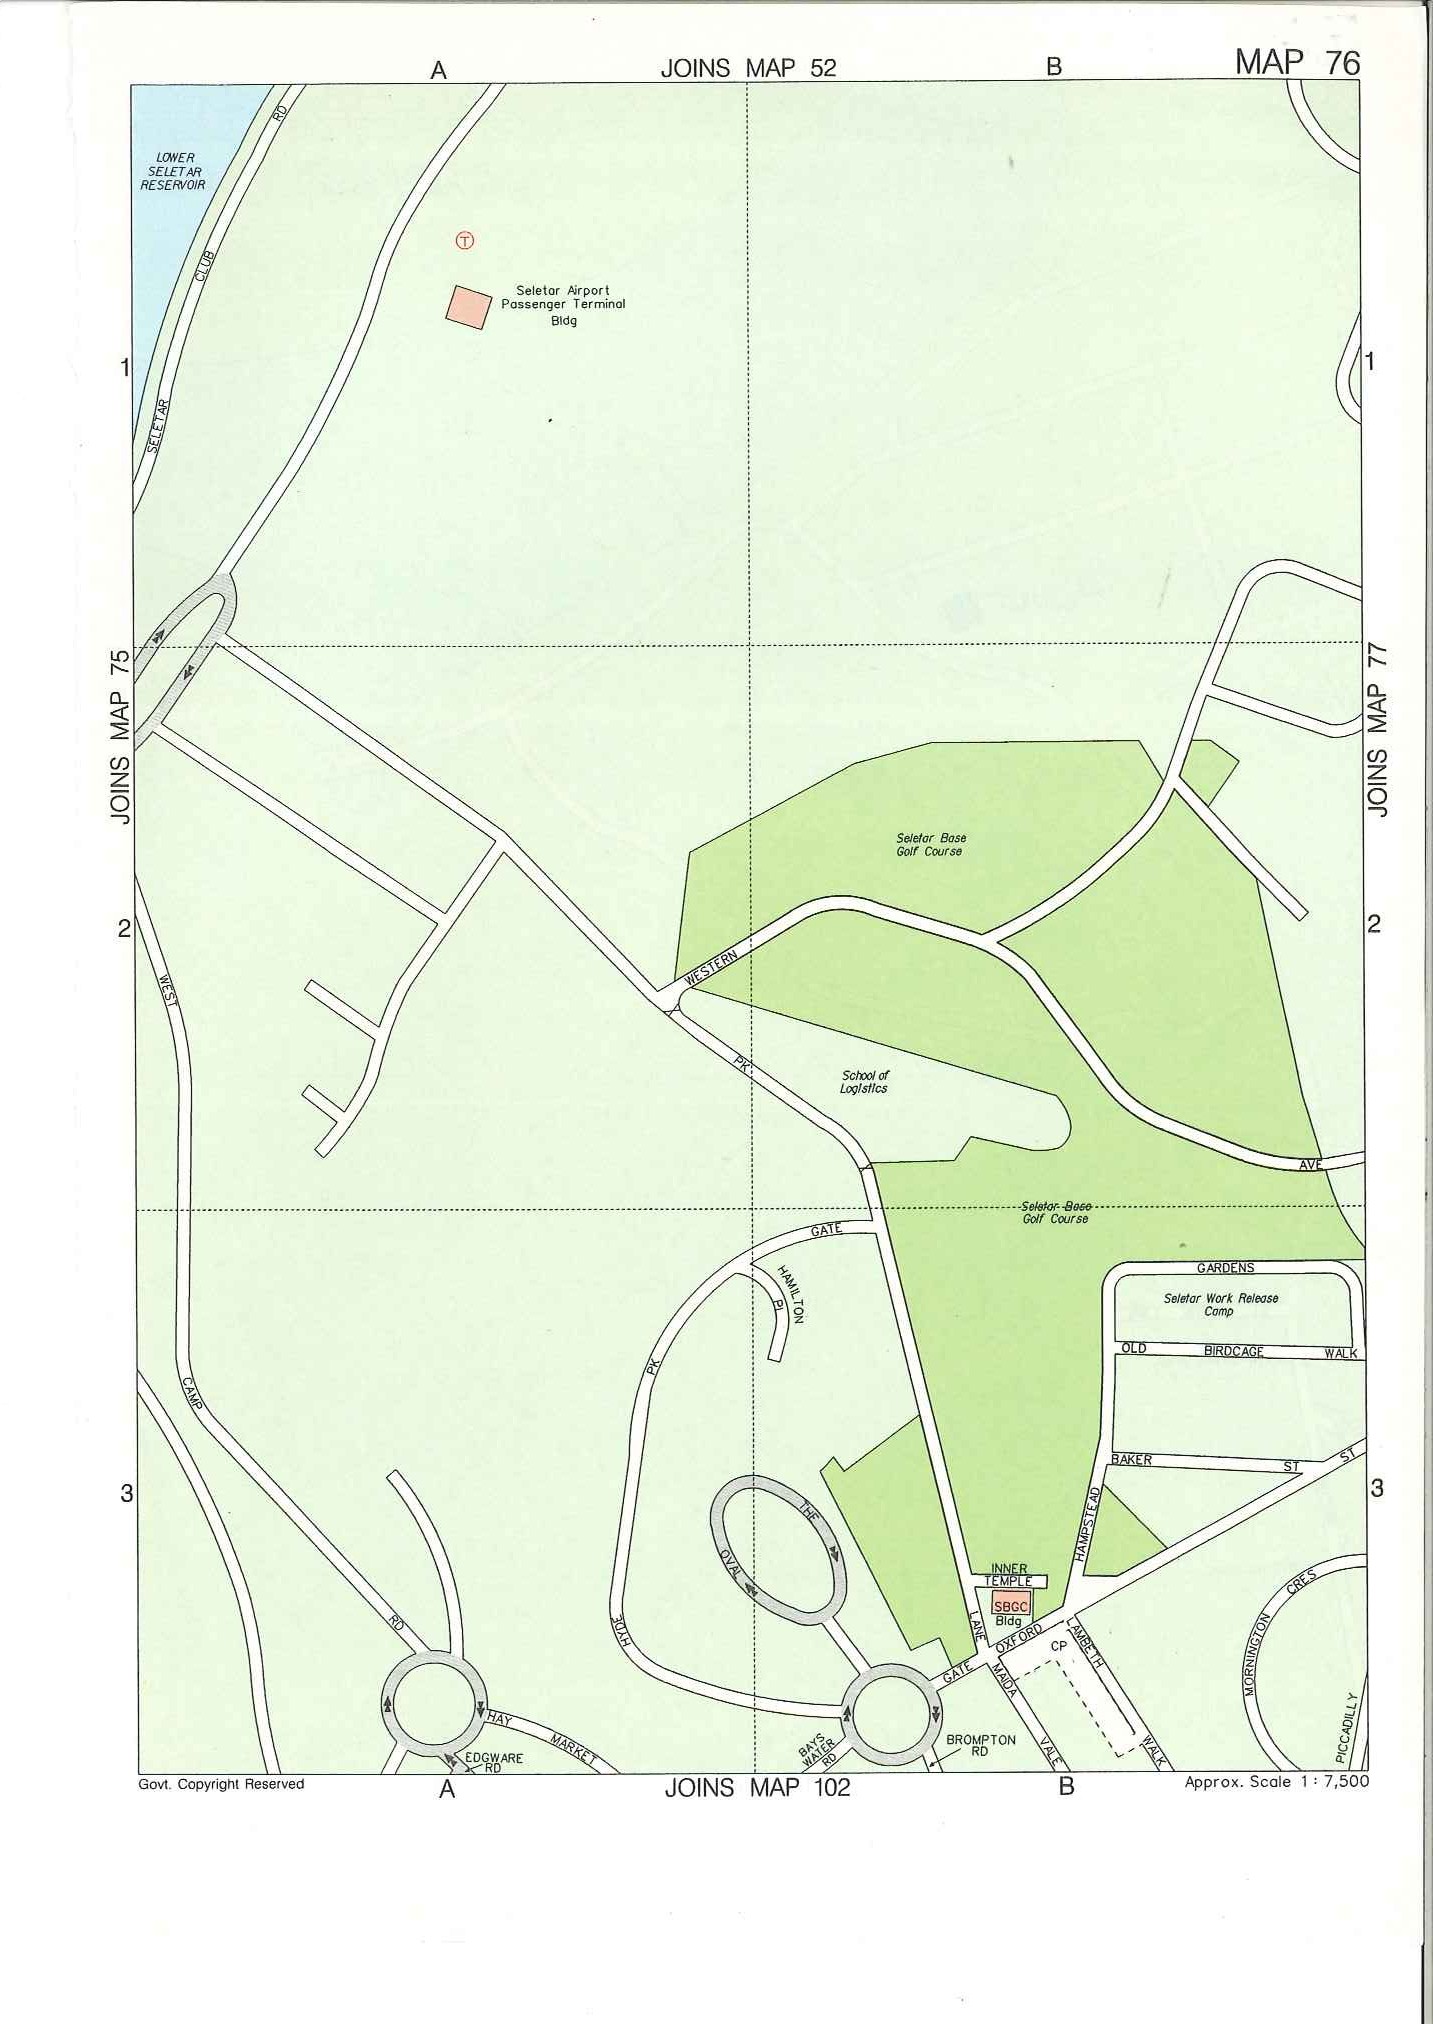 A
JOINS MAP 52
B
MAP 76
LOWER
SELETAR
RESERVOIR
RD
CLUB
SELETAR
T
Seletar Airport
Passenger Terminal
Bldg
1
1
JOINS MAP 75
JOINS MAP 77
Seletar Base
Golf Course
2
2
WEST
WESTERN
PK
School of
Logistics
AVE
Seletar Base
Golf Course
GATE
HAMILTON
Pl
GARDENS
Seletar Work Release
Camp
OLD BIRDCAGE WALK
PK
CAMP
BAKER ST
ST
3
3
HAMPSTEAD
THE
OVAL
INNER
TEMPLE
SBGC
Bldg
CRES
MORNINGTON
RD
HYDE
LANE
OXFORD
LAMBETH
CP
GATE
MAIDA
HAY
MARKET
EDGWARE
RD
BAYS
WATER
RD
BROMPTON
RD
VALE
WALK
PICCADILLY
Govt. Copyright Reserved
A
JOINS MAP 102
B
Approx. Scale 1 : 7,500